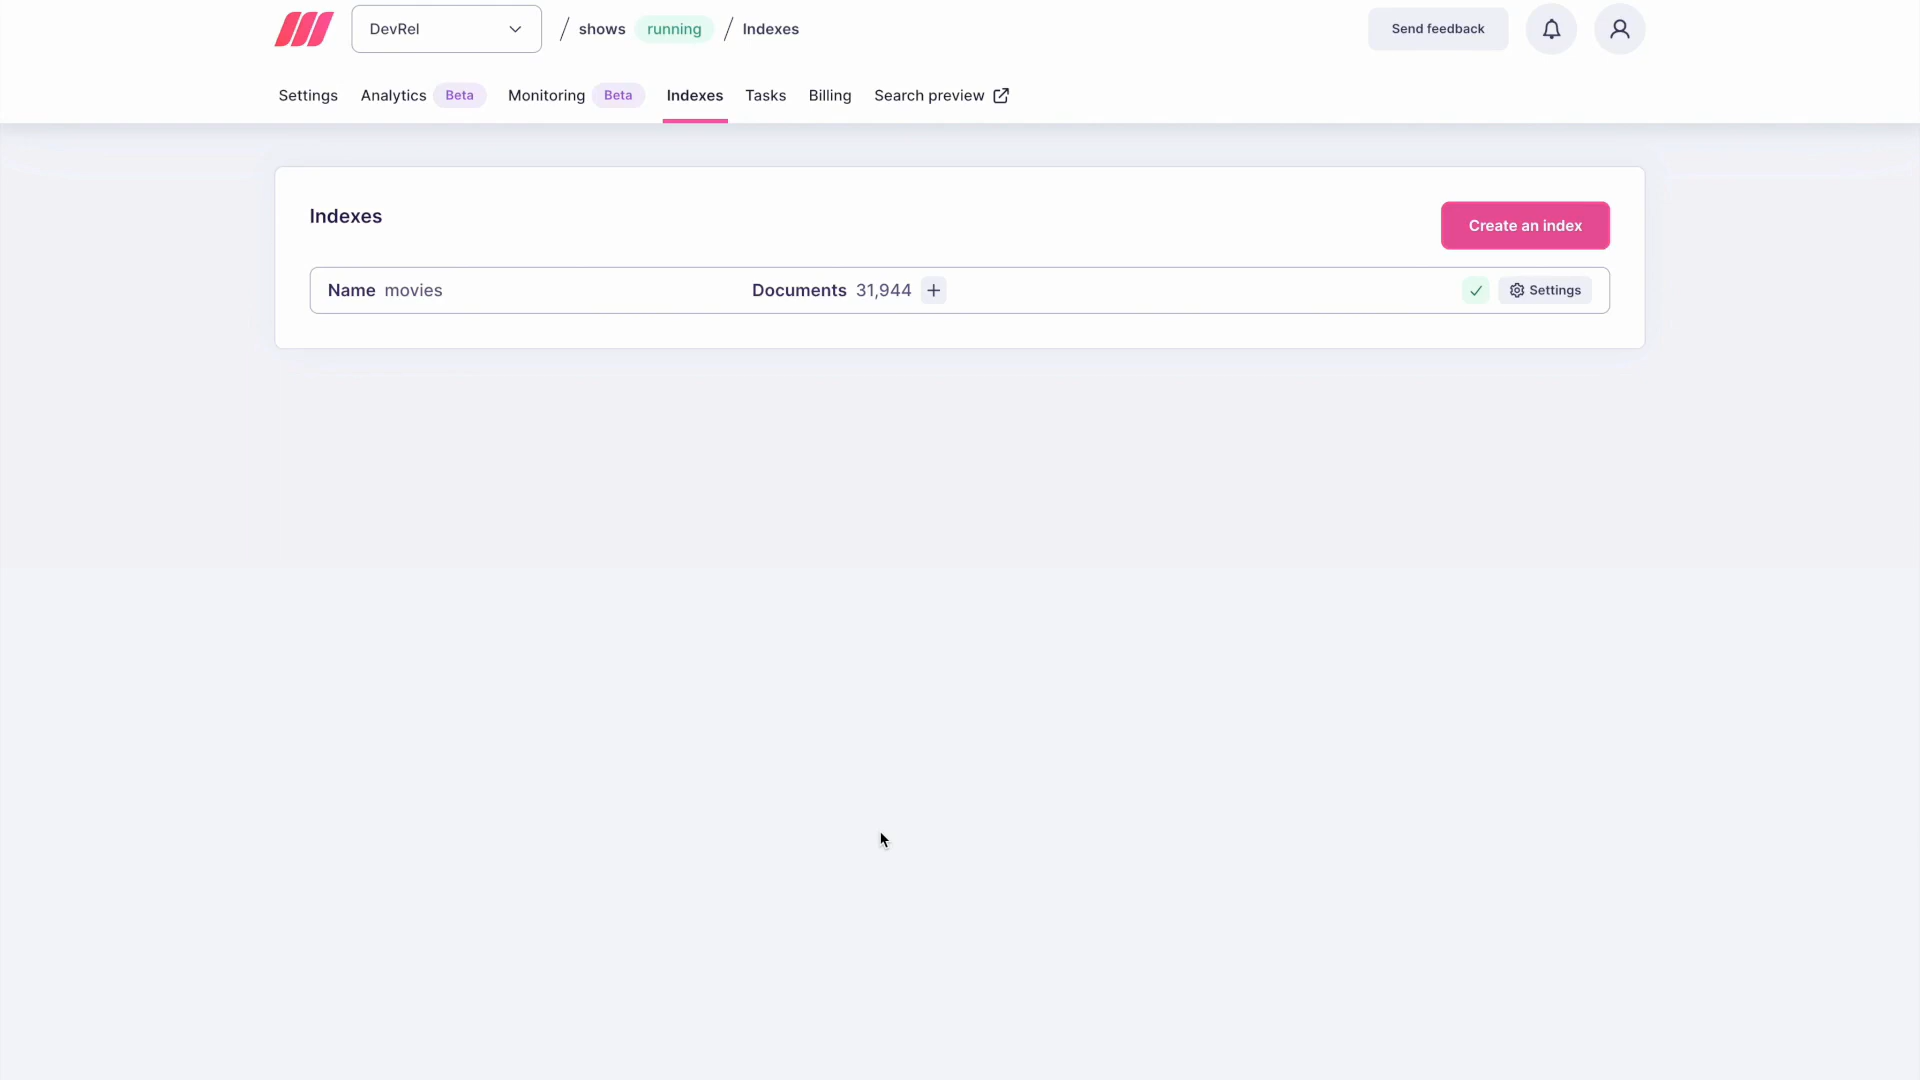 DevRel / shows running / Indexes Send feedback
Settings Analytics Beta Monitoring Beta Indexes Tasks Billing Search preview
Indexes
Create an index
Name movies Documents 31,944 + Settings